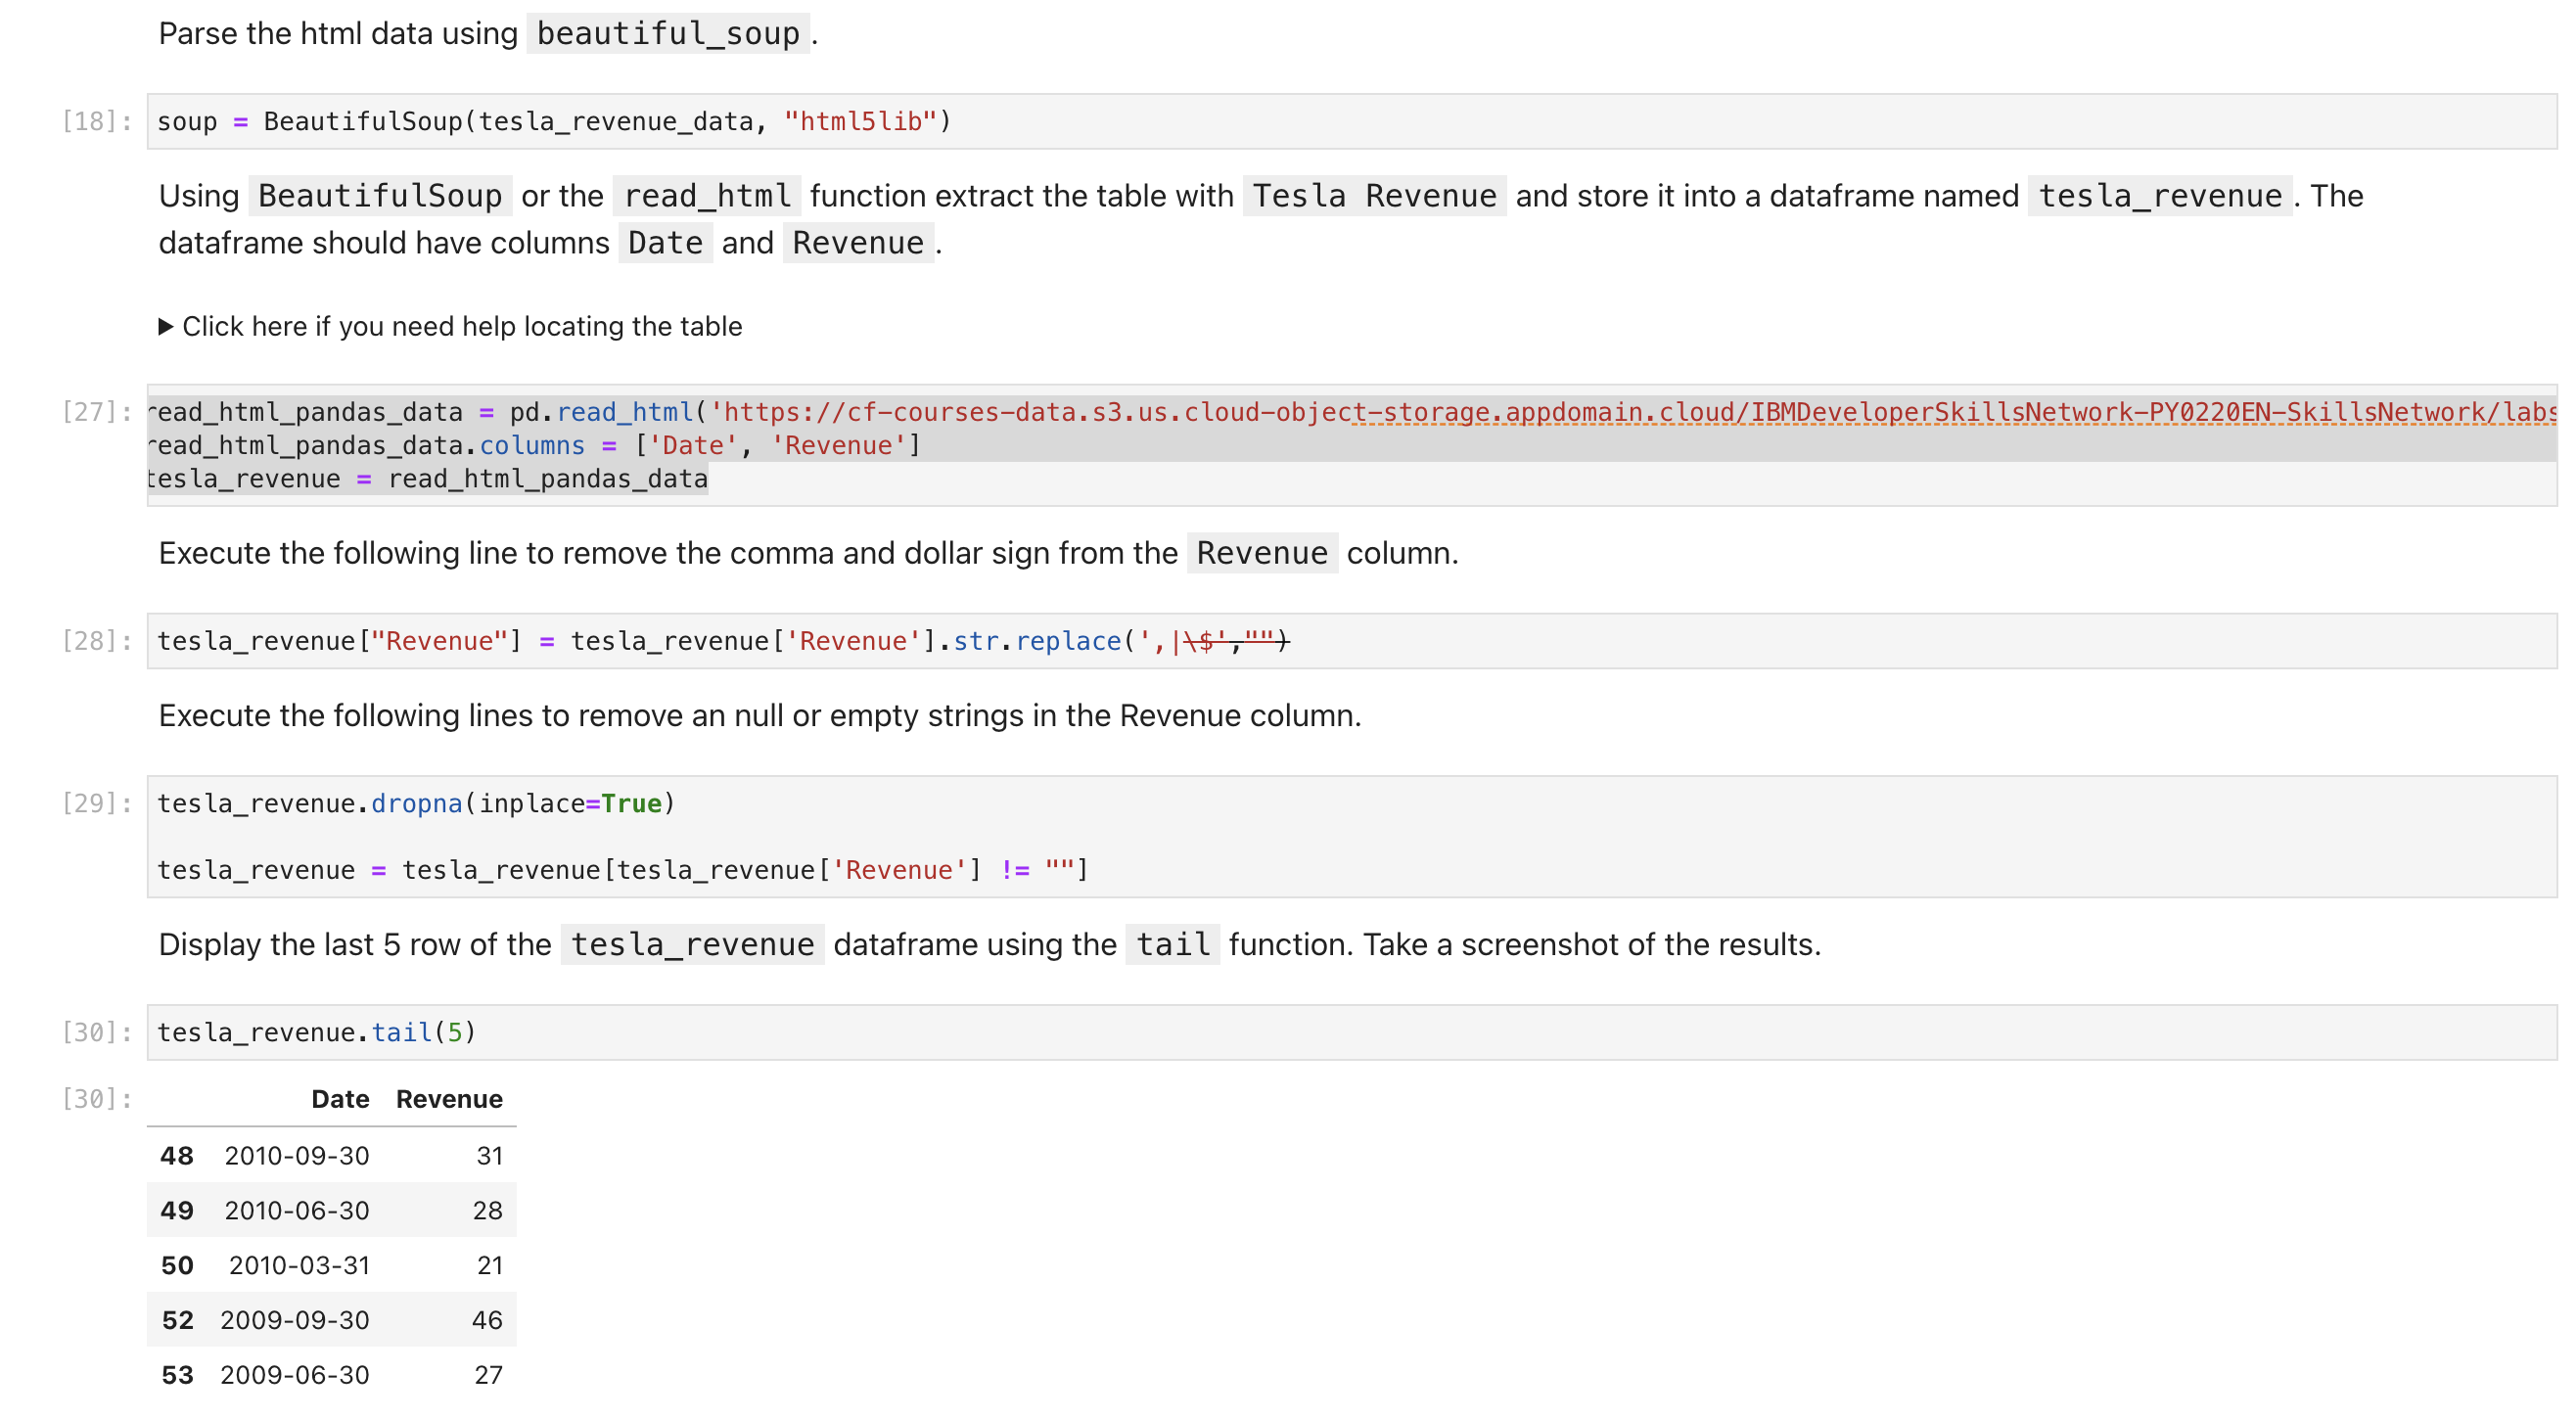 Parse the html data using beautiful_soup.
[18]: soup = BeautifulSoup(tesla_revenue_data, "html5lib")
Using BeautifulSoup or the read_html function extract the table with Tesla Revenue and store it into a dataframe named tesla_revenue. The
dataframe should have columns Date and Revenue.
▶ Click here if you need help locating the table
[27]: read_html_pandas_data = pd.read_html('https://cf-courses-data.s3.us.cloud-object-storage.appdomain.cloud/IBMDeveloperSkillsNetwork-PY0220EN-SkillsNetwork/labs
read_html_pandas_data.columns = ['Date', 'Revenue']
tesla_revenue = read_html_pandas_data
Execute the following line to remove the comma and dollar sign from the Revenue column.
[28]: tesla_revenue["Revenue"] = tesla_revenue['Revenue'].str.replace(',|\$',"")
Execute the following lines to remove an null or empty strings in the Revenue column.
[29]: tesla_revenue.dropna(inplace=True)
tesla_revenue = tesla_revenue[tesla_revenue['Revenue'] != ""]
Display the last 5 row of the tesla_revenue dataframe using the tail function. Take a screenshot of the results.
[30]: tesla_revenue.tail(5)
[30]: Date Revenue
48 2010-09-30 31
49 2010-06-30 28
50 2010-03-31 21
52 2009-09-30 46
53 2009-06-30 27